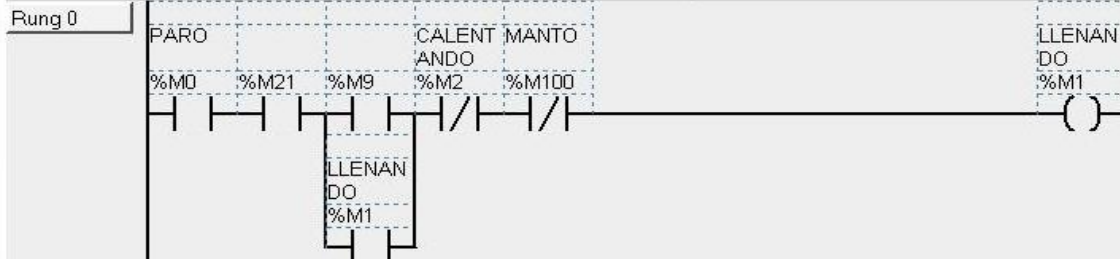 Rung 0
PARO
CALENT
ANDO
MANTO
LLENAN
DO
%M0 %M21 %M9 %M2 %M100 %M1
LLENAN
DO
%M1